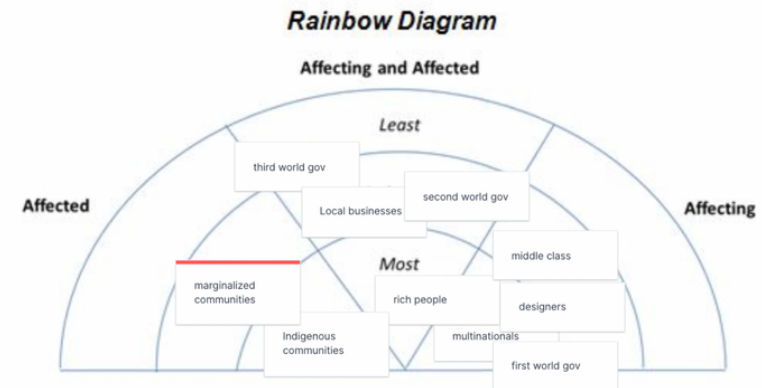 Rainbow Diagram
Affecting and Affected
Least
third world gov
second world gov
Affected
Local businesses
Affecting
middle class
Most
marginalized
communities
rich people
designers
Indigenous
communities
multinationals
first world gov